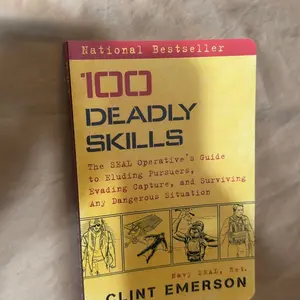 National Bestseller
100
DEADLY
SKILLS
The SEAL Operative's Guide
to Eluding Pursuers,
Evading Capture, and Surviving
Any Dangerous Situation
Navy SEAL, Ret.
CLINT EMERSON